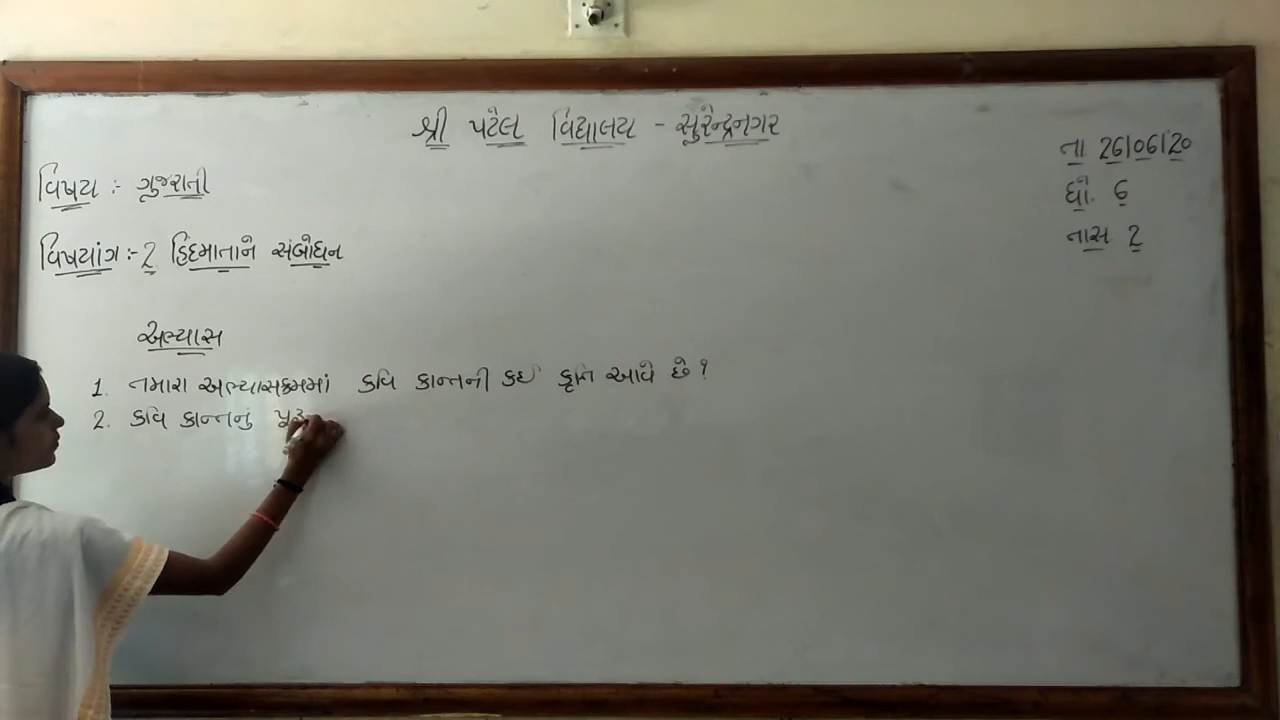 શ્રી પટેલ વિદ્યાલય - સુરેન્દ્રનગર
તા 26/06/20
ધો. 6
તાસ 2
વિષય :- ગુજરાતી
વિષયાંગ :- 2 હિંદમાતાને સંબોધન
અભ્યાસ
1. તમારા અભ્યાસક્રમમાં કવિ કાન્તની કઈ કૃતિ આવે છે ?
2. કવિ કાન્તનું